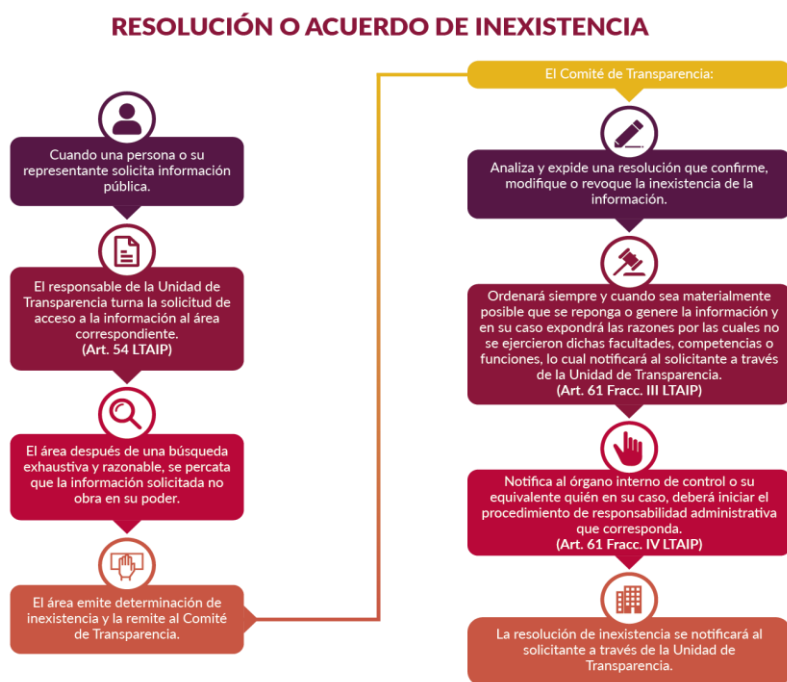 RESOLUCIÓN O ACUERDO DE INEXISTENCIA
Cuando una persona o su
representante solicita información
pública.
El responsable de la Unidad de
Transparencia turna la solicitud de
acceso a la información al área
correspondiente.
(Art. 54 LTAIP)
El área después de una búsqueda
exhaustiva y razonable, se percata
que la información solicitada no
obra en su poder.
El área emite determinación de
inexistencia y la remite al Comité
de Transparencia.
El Comité de Transparencia:
Analiza y expide una resolución que confirme,
modifique o revoque la inexistencia de la
información.
Ordenará siempre y cuando sea materialmente
posible que se reponga o genere la información y
en su caso expondrá las razones por las cuales no
se ejercieron dichas facultades, competencias o
funciones, lo cual notificará al solicitante a través
de la Unidad de Transparencia.
(Art. 61 Fracc. III LTAIP)
Notifica al órgano interno de control o su
equivalente quién en su caso, deberá iniciar el
procedimiento de responsabilidad administrativa
que corresponda.
(Art. 61 Fracc. IV LTAIP)
La resolución de inexistencia se notificará al
solicitante a través de la Unidad de
Transparencia.